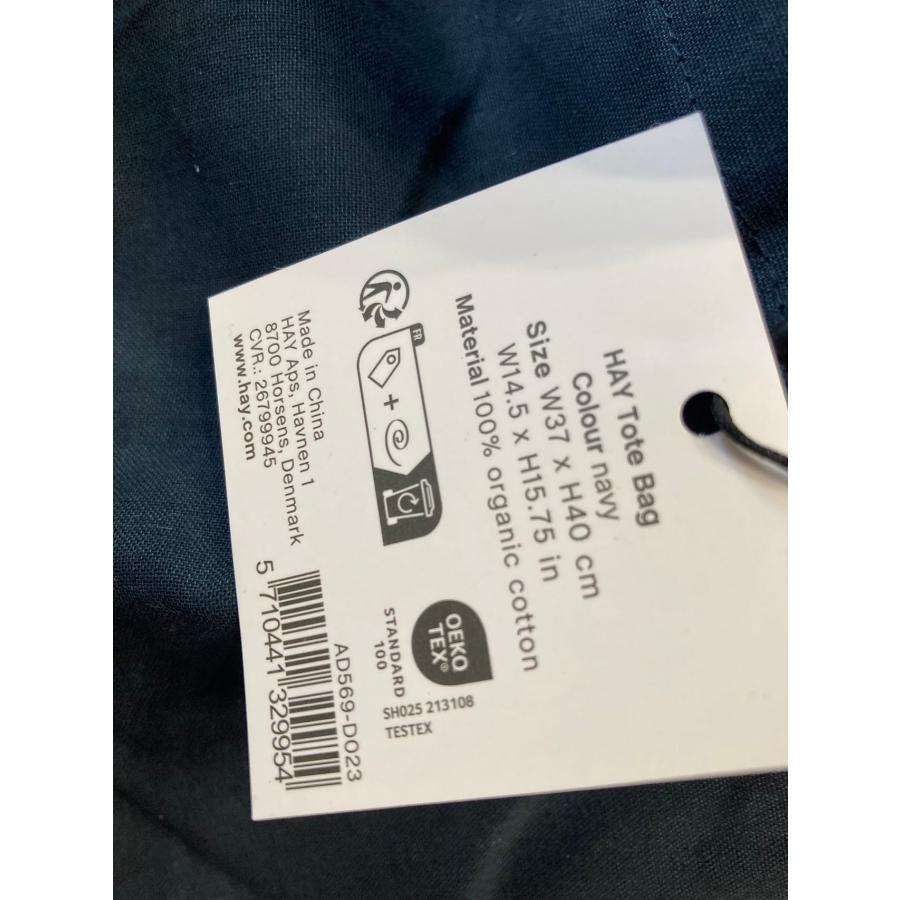 HAY Tote Bag
Colour navy
Size W37 x H40 cm
W14.5 x H15.75 in
Material 100% organic cotton
FR
+
OEKO
TEX®
STANDARD
100
SH025 213108
TESTEX
Made in China
HAY Aps, Havnen 1
8700 Horsens, Denmark
CVR.: 26799945
www.hay.com
AD569-D023
5 710441 329954